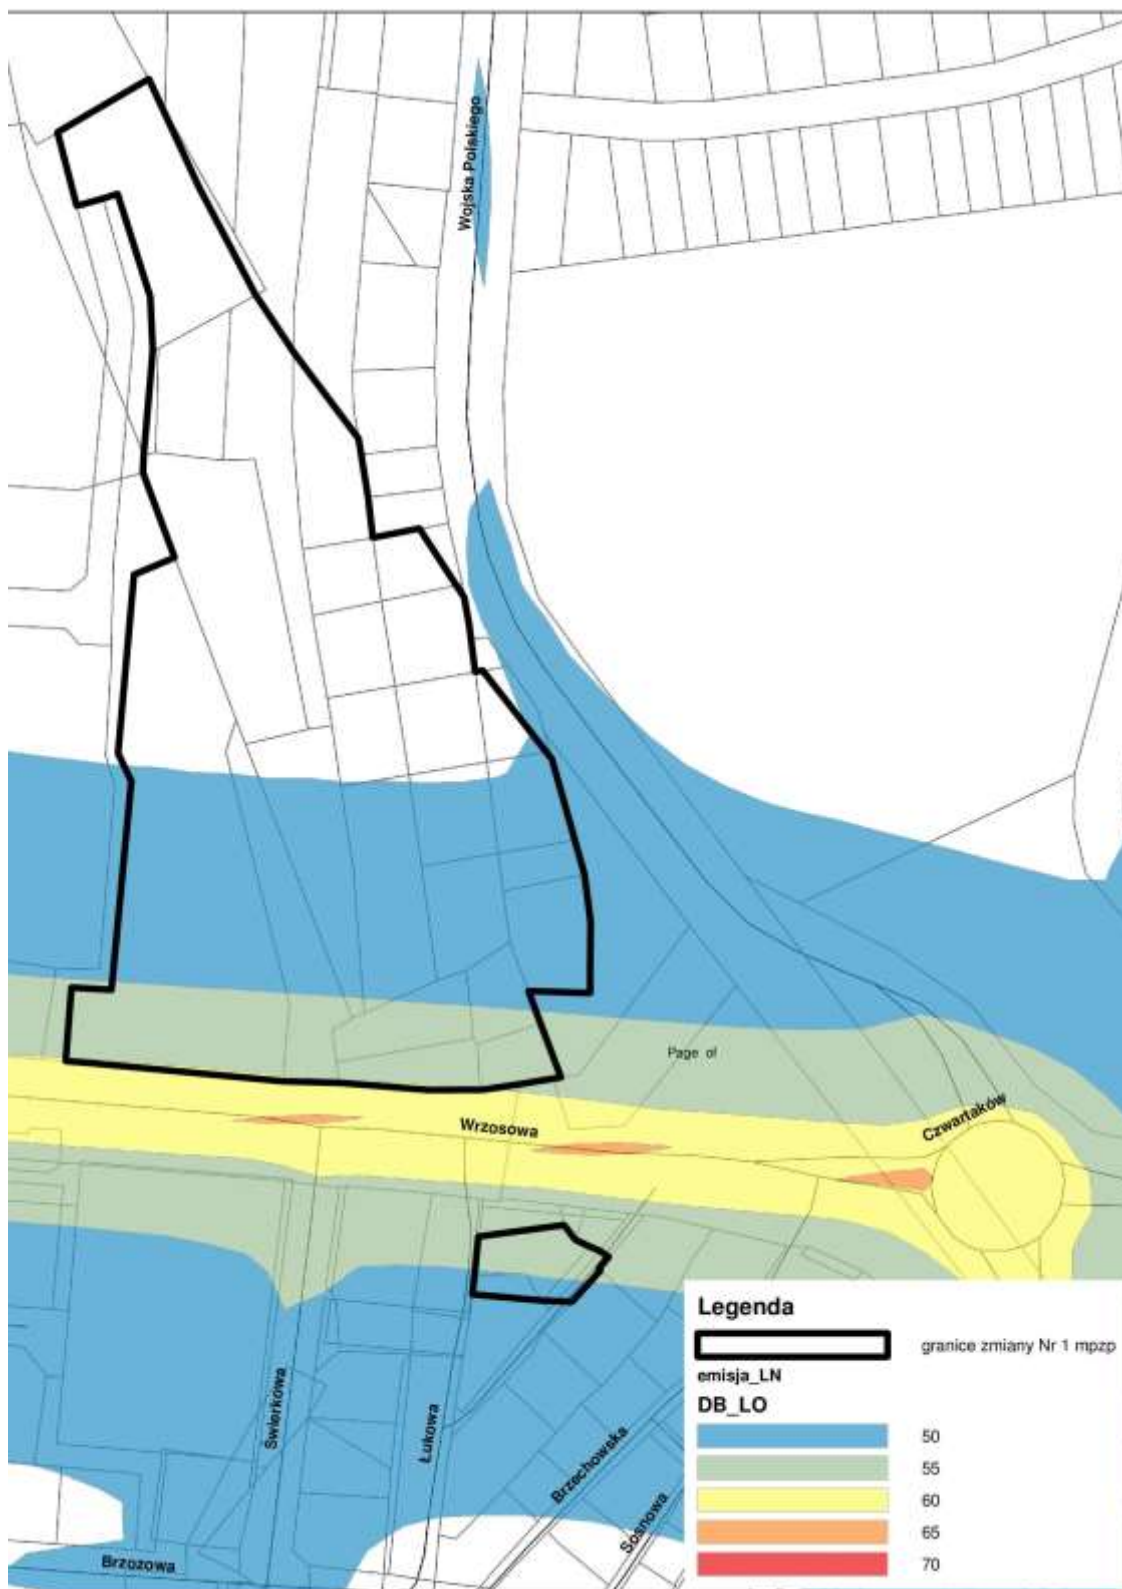 Wojska Polskiego
Page of
Czwartaków
Wrzosowa
Świerkowa
Łukowa
Brzechowska
Sosnowa
Brzozowa
Legenda
granice zmiany Nr 1 mpzp
emisja_LN
DB_LO
50
55
60
65
70